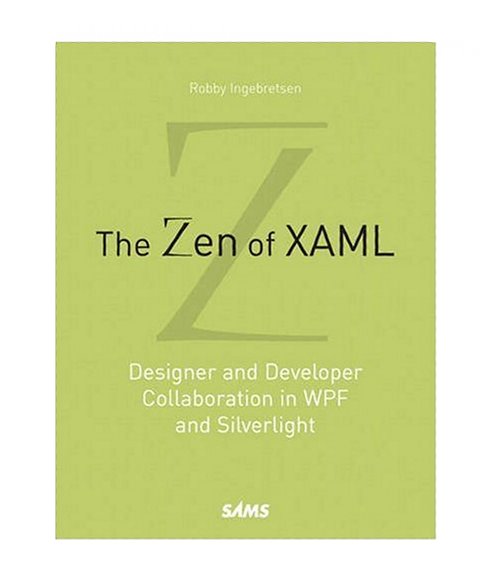 Robby Ingebretsen
Z
The Zen of XAML
Designer and Developer
Collaboration in WPF
and Silverlight
SAMS